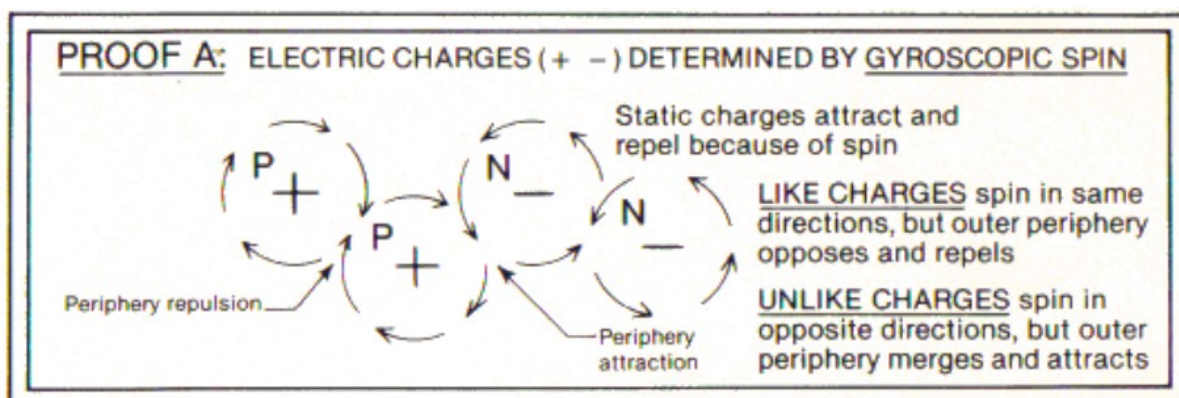 PROOF A: ELECTRIC CHARGES (+ −) DETERMINED BY GYROSCOPIC SPIN
Static charges attract and
repel because of spin
P
+
N
−
P
+
N
−
LIKE CHARGES spin in same
directions, but outer periphery
opposes and repels
Periphery repulsion
Periphery
attraction
UNLIKE CHARGES spin in
opposite directions, but outer
periphery merges and attracts